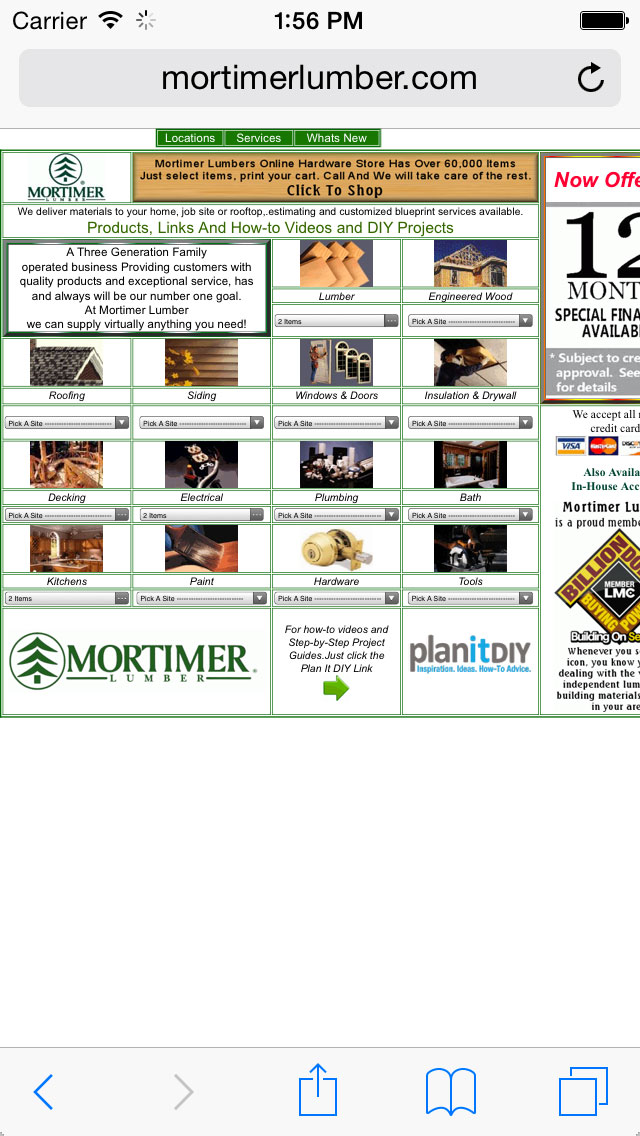 Carrier 1:56 PM
mortimerlumber.com
Locations Services Whats New
MORTIMER
LUMBER
Mortimer Lumbers Online Hardware Store Has Over 60,000 Items
Just select items, print your cart. Call And We will take care of the rest.
Click To Shop
We deliver materials to your home, job site or rooftop,.estimating and customized blueprint services available.
Products, Links And How-to Videos and DIY Projects
A Three Generation Family
operated business Providing customers with
quality products and exceptional service, has
and always will be our number one goal.
At Mortimer Lumber
we can supply virtually anything you need!
Lumber Engineered Wood
2 Items Pick A Site
Roofing Siding Windows & Doors Insulation & Drywall
Pick A Site Pick A Site Pick A Site Pick A Site
Decking Electrical Plumbing Bath
Pick A Site 2 Items Pick A Site Pick A Site
Kitchens Paint Hardware Tools
2 Items Pick A Site Pick A Site Pick A Site
MORTIMER
LUMBER
For how-to videos and
Step-by-Step Project
Guides.Just click the
Plan It DIY Link
planitDIY
Inspiration. Ideas. How-To Advice.
Now Offe
12
MONT
SPECIAL FINA
AVAILAB
* Subject to cre
approval. See
for details
We accept all
credit card
VISA MasterCard DISC
Also Availa
In-House Acc
Mortimer Lu
is a proud membe
BILLION
DO
BUYING PO
MEMBER
LMC
Building On Se
Whenever you s
icon, you know y
dealing with the
independent lum
building materials
in your are